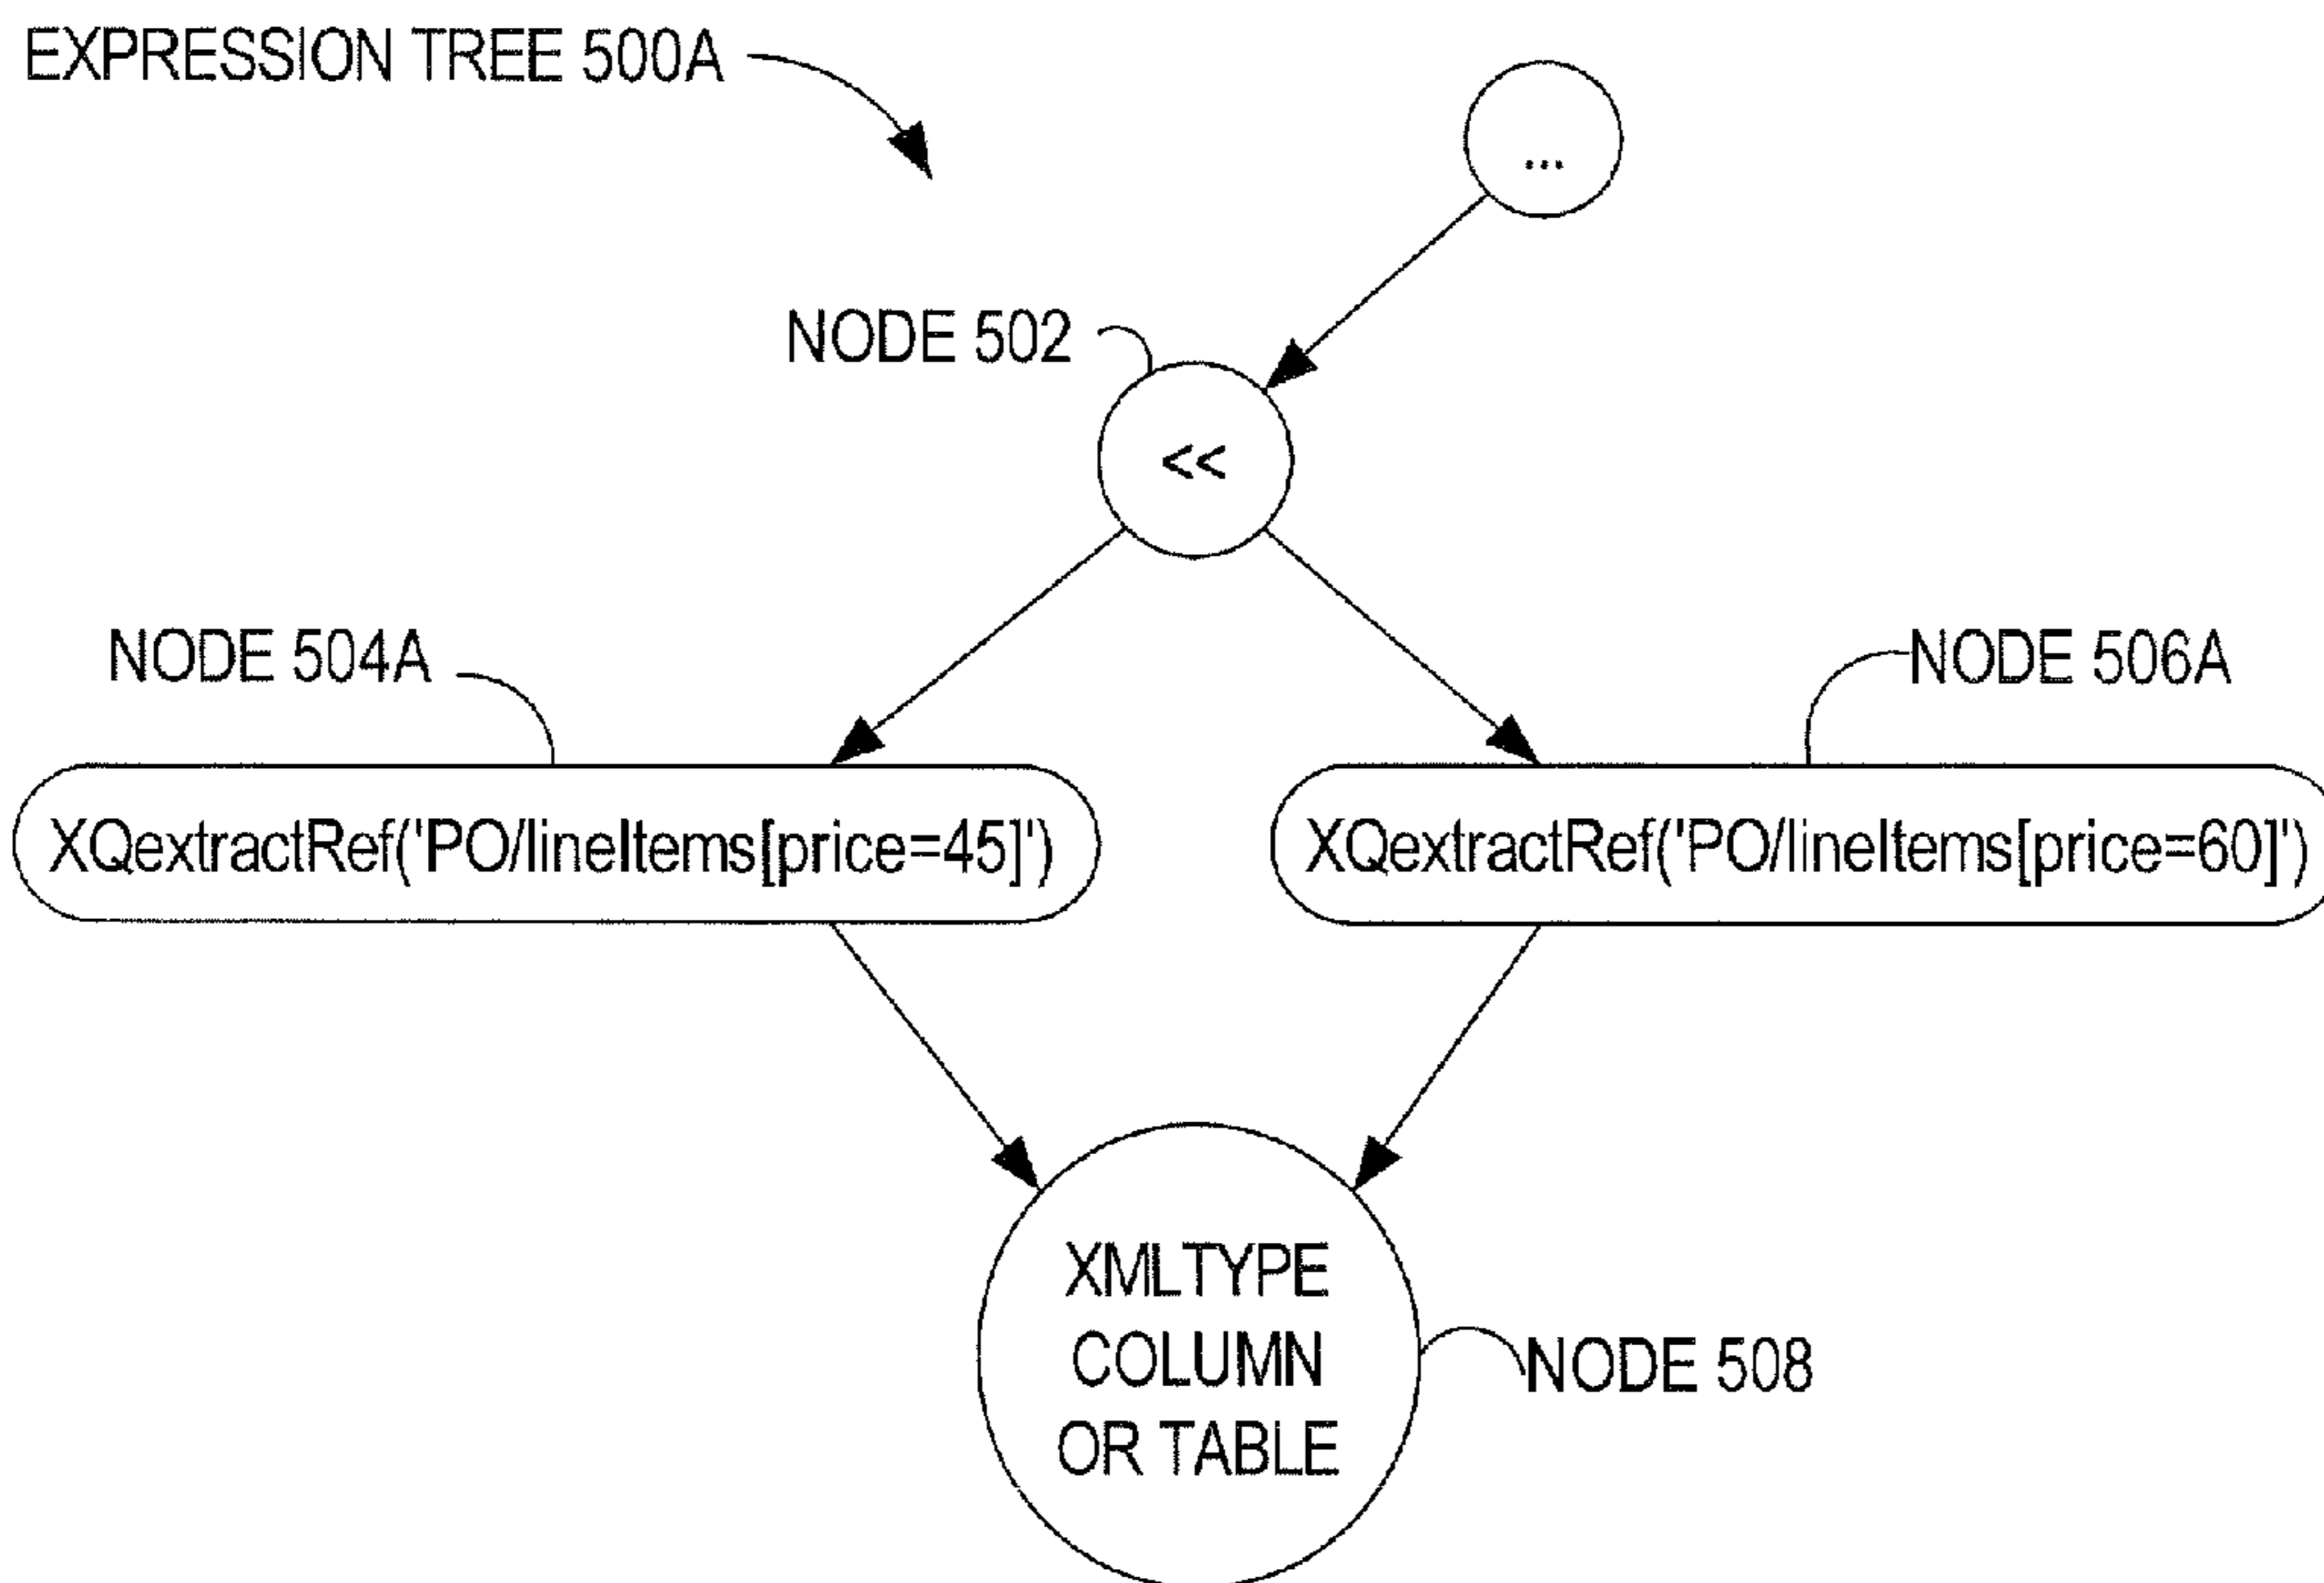 EXPRESSION TREE 500A
...
NODE 502
<<
NODE 504A
NODE 506A
XQextractRef('PO/lineItems[price=45]')
XQextractRef('PO/lineItems[price=60]')
XMLTYPE
COLUMN
OR TABLE
NODE 508